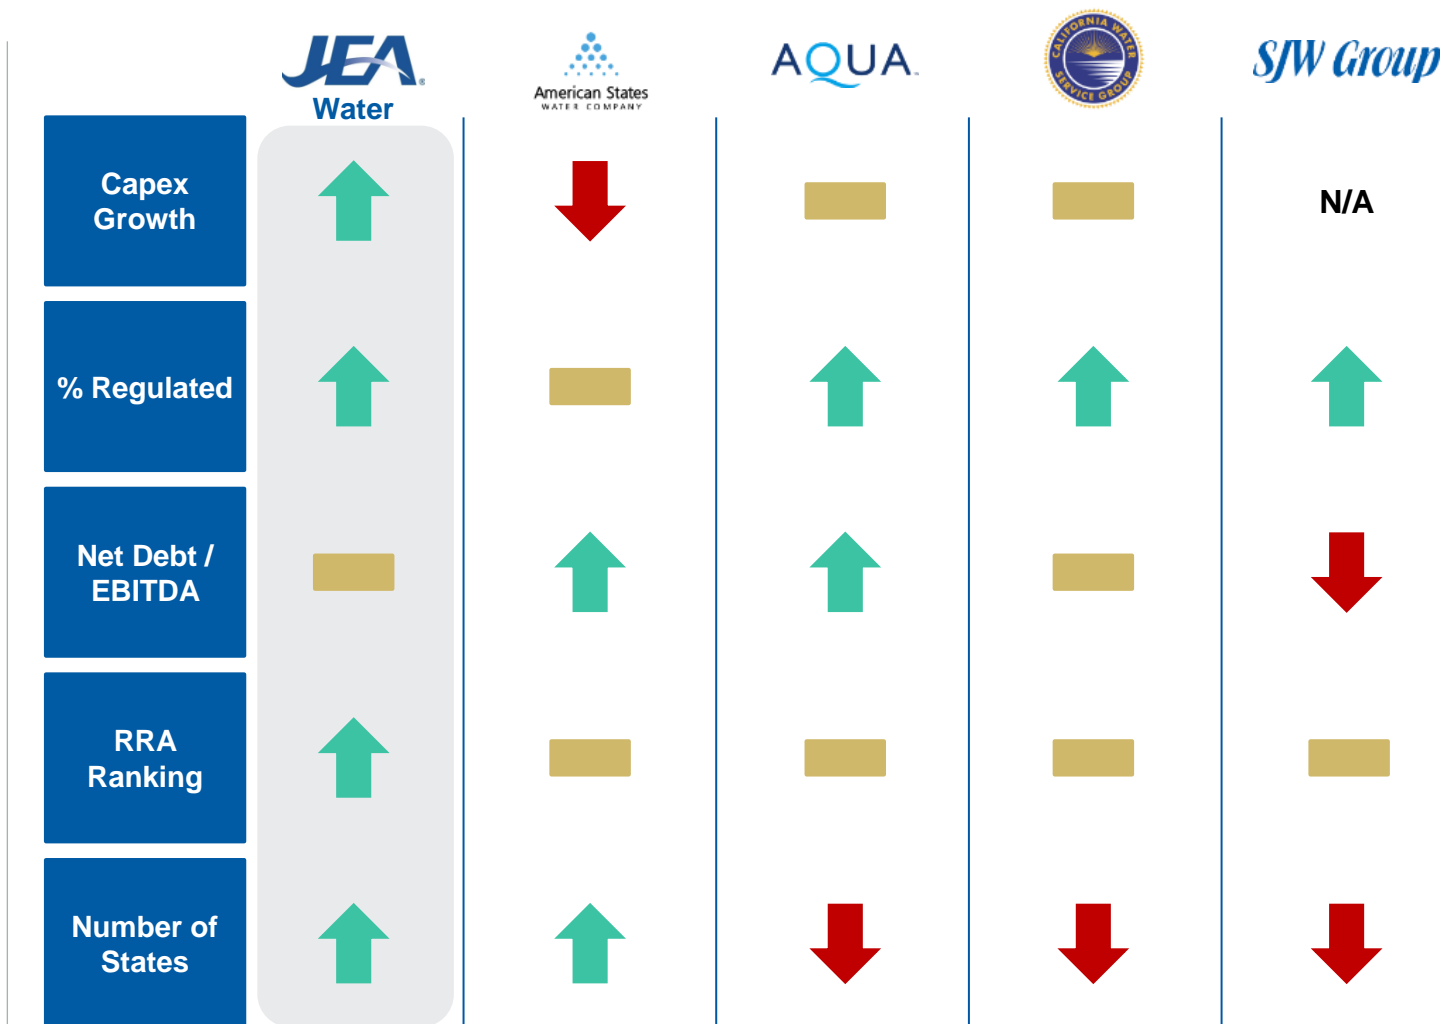 JEA®
Water
American States
WATER COMPANY
AQUA™
CALIFORNIA WATER
SERVICE GROUP
SJW Group
Capex
Growth
N/A
% Regulated
Net Debt /
EBITDA
RRA
Ranking
Number of
States